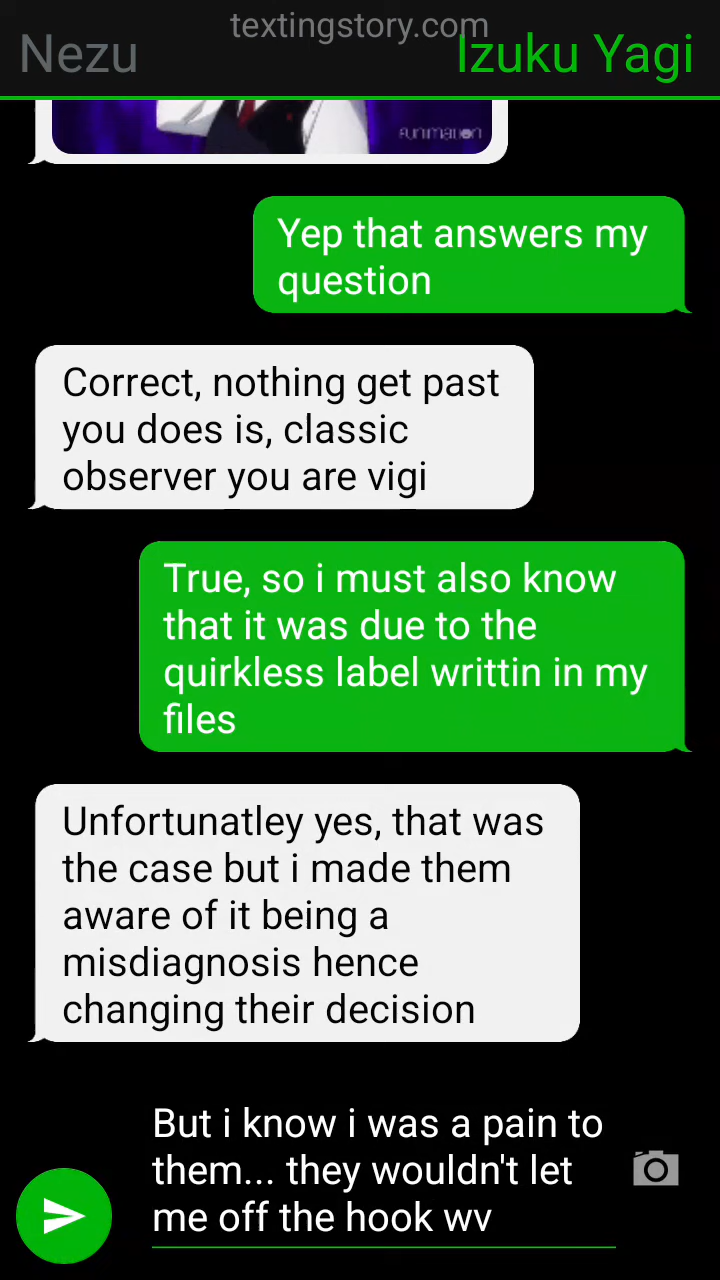 textingstory.com
Nezu
Izuku Yagi
FUNIMATION
Yep that answers my
question
Correct, nothing get past
you does is, classic
observer you are vigi
True, so i must also know
that it was due to the
quirkless label writtin in my
files
Unfortunatley yes, that was
the case but i made them
aware of it being a
misdiagnosis hence
changing their decision
But i know i was a pain to
them... they wouldn't let
me off the hook wv